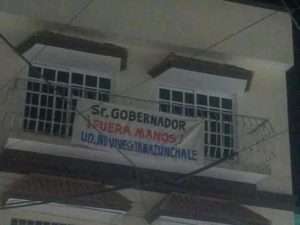 Sr. GOBERNADOR
¡FUERA MANOS!
UD. NO VIVE EN TAMAZUNCHALE